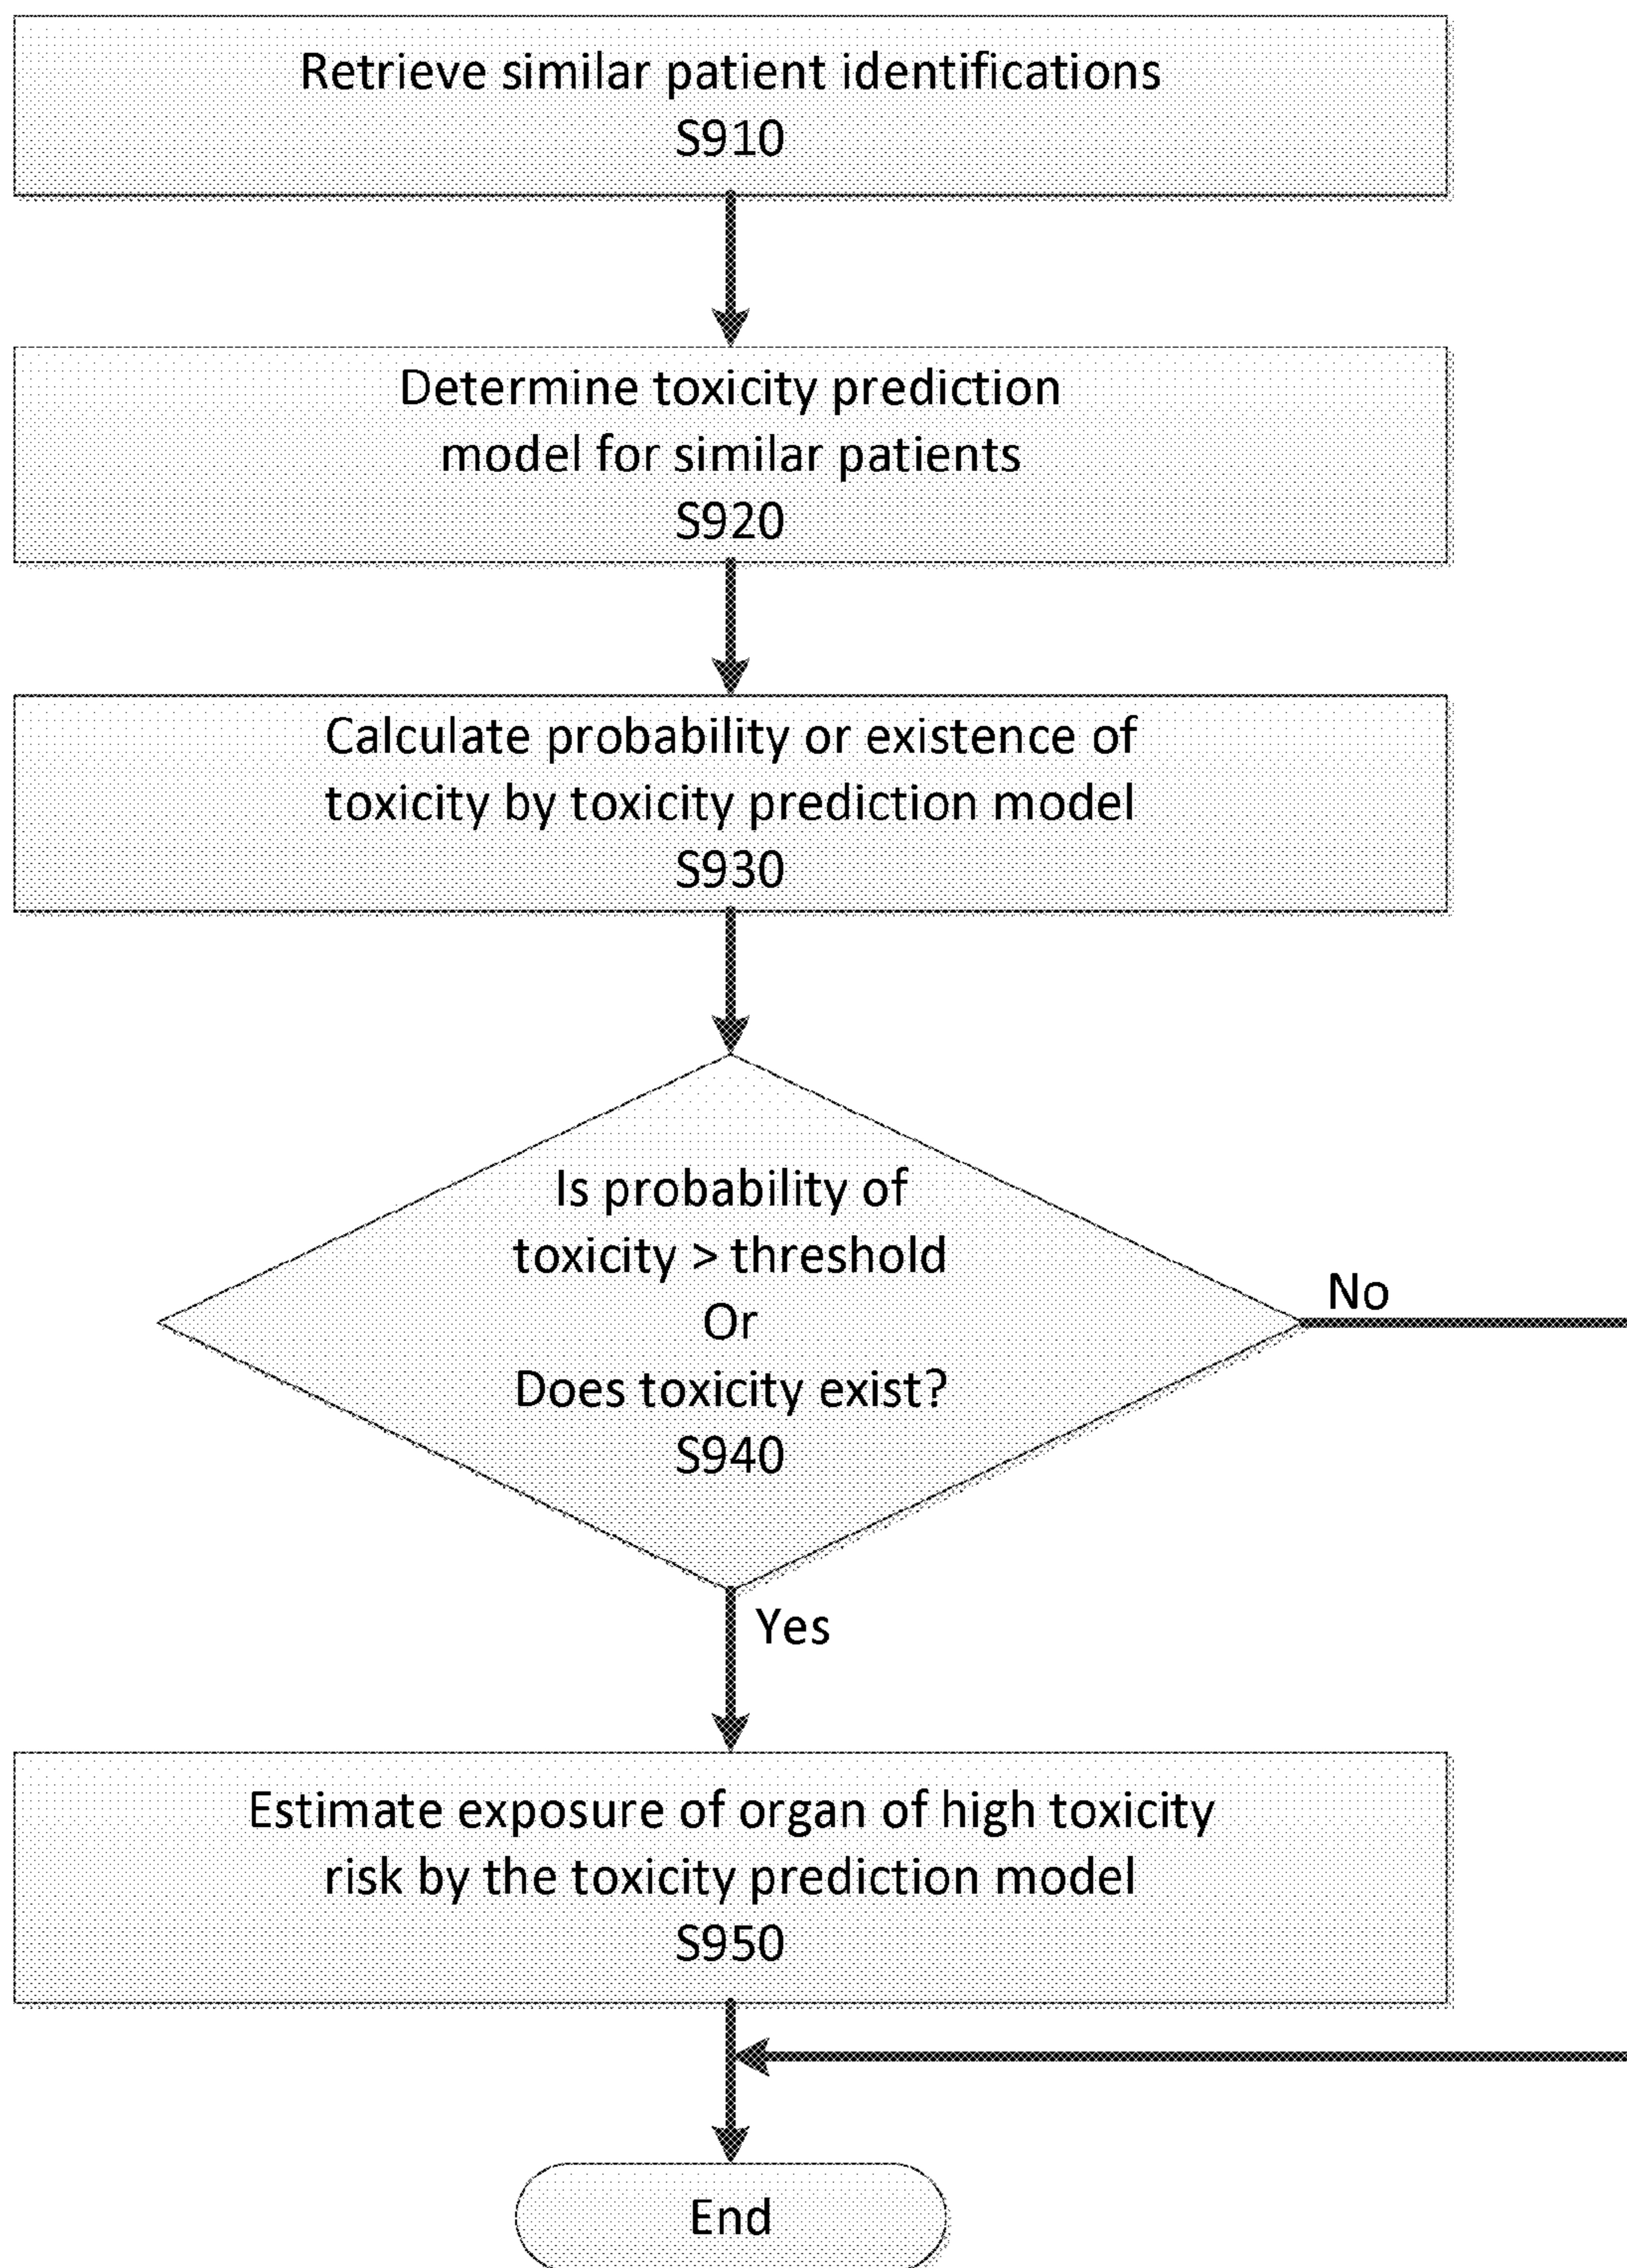 Retrieve similar patient identifications
S910
Determine toxicity prediction
model for similar patients
S920
Calculate probability or existence of
toxicity by toxicity prediction model
S930
Is probability of
toxicity > threshold
Or
Does toxicity exist?
S940
No
Yes
Estimate exposure of organ of high toxicity
risk by the toxicity prediction model
S950
End